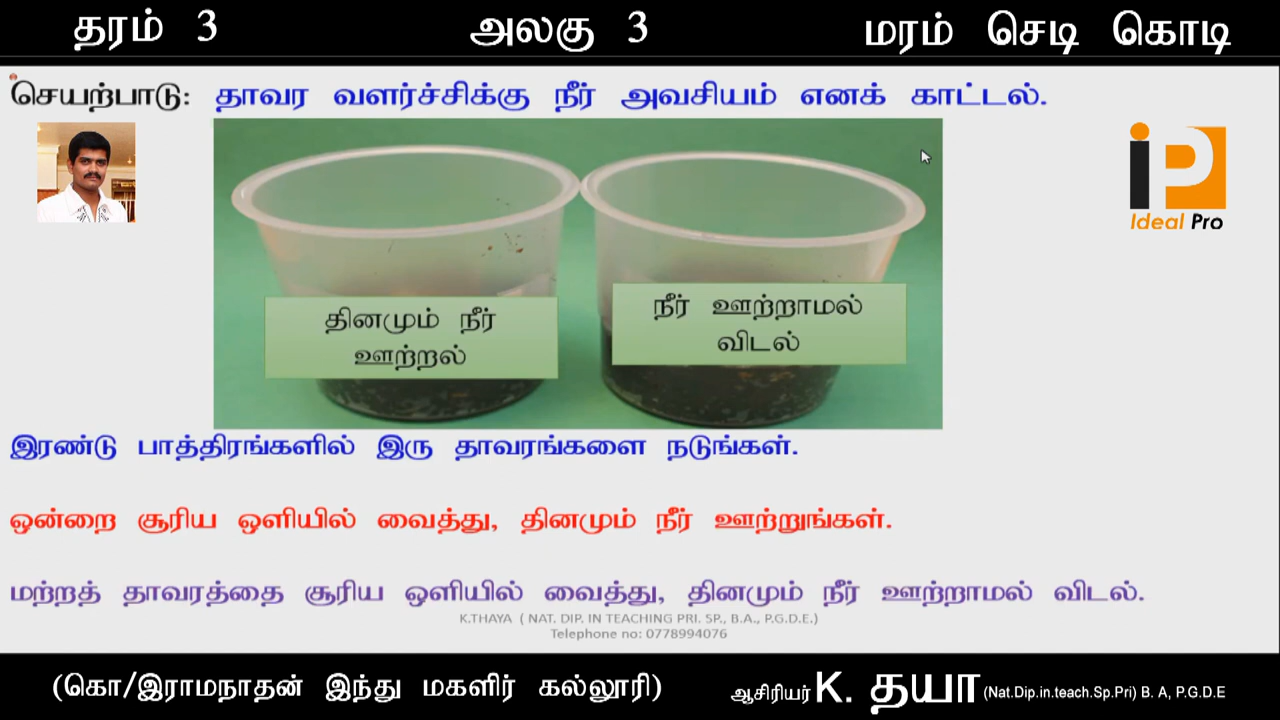 தரம் 3 அலகு 3 மரம் செடி கொடி
செயற்பாடு: தாவர வளர்ச்சிக்கு நீர் அவசியம் எனக் காட்டல்.
iP
Ideal Pro
தினமும் நீர்
ஊற்றல்
நீர் ஊற்றாமல்
விடல்
இரண்டு பாத்திரங்களில் இரு தாவரங்களை நடுங்கள்.
ஒன்றை சூரிய ஒளியில் வைத்து, தினமும் நீர் ஊற்றுங்கள்.
மற்றத் தாவரத்தை சூரிய ஒளியில் வைத்து, தினமும் நீர் ஊற்றாமல் விடல்.
K.THAYA ( NAT. DIP. IN TEACHING PRI. SP., B.A., P.G.D.E.)
Telephone no: 0778994076
(கொ/இராமநாதன் இந்து மகளிர் கல்லூரி) ஆசிரியர் K. தயா (Nat.Dip.in.teach.Sp.Pri) B. A, P.G.D.E